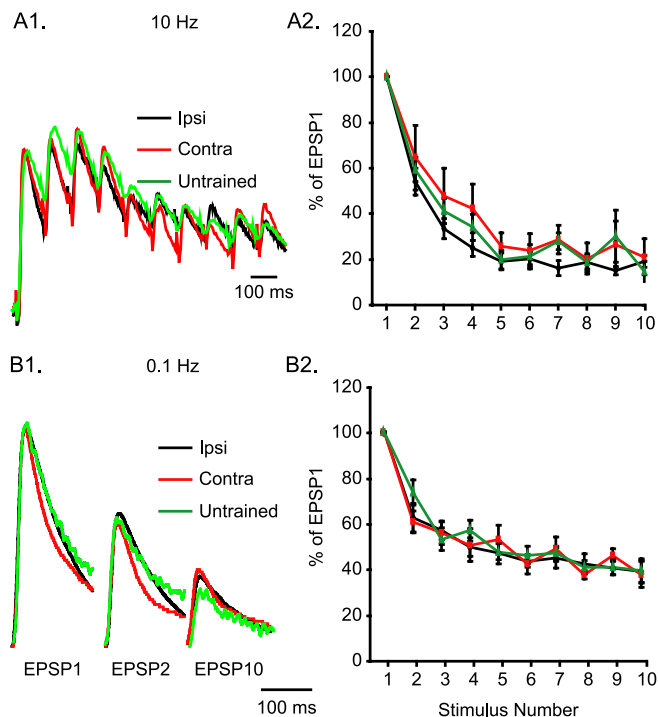 A1.
10 Hz
Ipsi
Contra
Untrained
100 ms
A2.
% of EPSP1
120
100
80
60
40
20
0
1 2 3 4 5 6 7 8 9 10
B1.
0.1 Hz
Ipsi
Contra
Untrained
EPSP1 EPSP2 EPSP10
100 ms
B2.
% of EPSP1
120
100
80
60
40
20
0
1 2 3 4 5 6 7 8 9 10
Stimulus Number